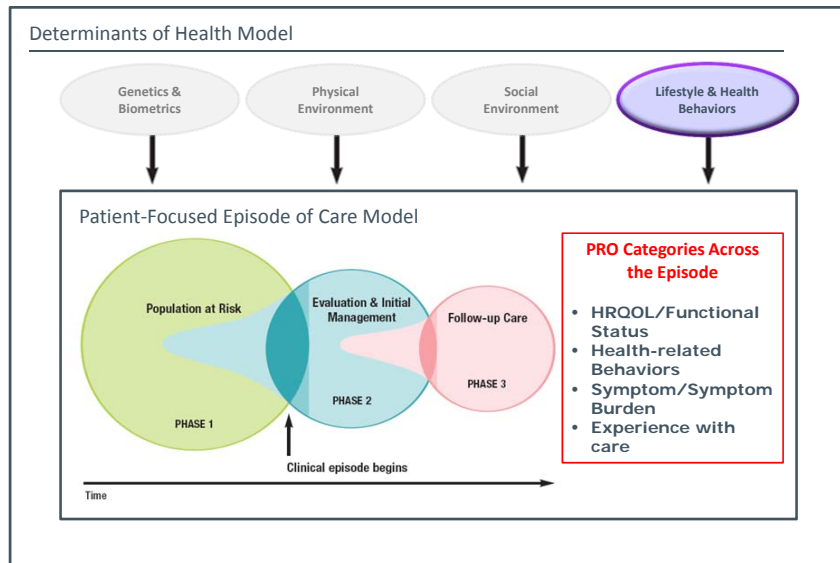 Determinants of Health Model
Genetics &
Biometrics
Physical
Environment
Social
Environment
Lifestyle & Health
Behaviors
Patient-Focused Episode of Care Model
Population at Risk
PHASE 1
Evaluation & Initial
Management
PHASE 2
Follow-up Care
PHASE 3
Clinical episode begins
Time
PRO Categories Across
the Episode
• HRQOL/Functional
Status
• Health-related
Behaviors
• Symptom/Symptom
Burden
• Experience with
care